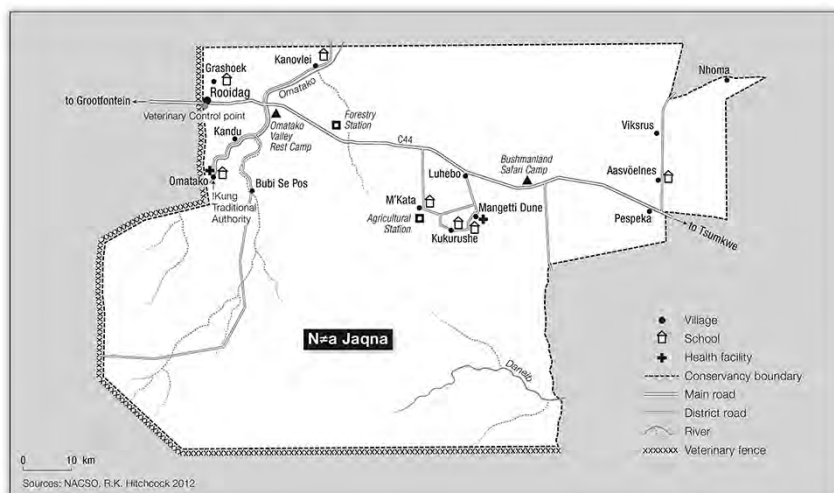 Kanovlei
Grashoek
Nhoma
Rooidag
Omatako
to Grootfontein
Veterinary Control point
Forestry
Station
Omatako
Valley
Rest Camp
Viksrus
Kandu
C44
Bushmanland
Safari Camp
Luhebo
Aasvöelnes
Omatako
Bubi Se Pos
!Kung
Traditional
Authority
M'Kata
Mangetti Dune
Agricultural
Station
Kukurushe
Pespeka
to Tsumkwe
N≠a Jaqna
Daneib
Village
School
Health facility
Conservancy boundary
Main road
District road
River
Veterinary fence
0 10 km
Sources: NACSO, R.K. Hitchcock 2012